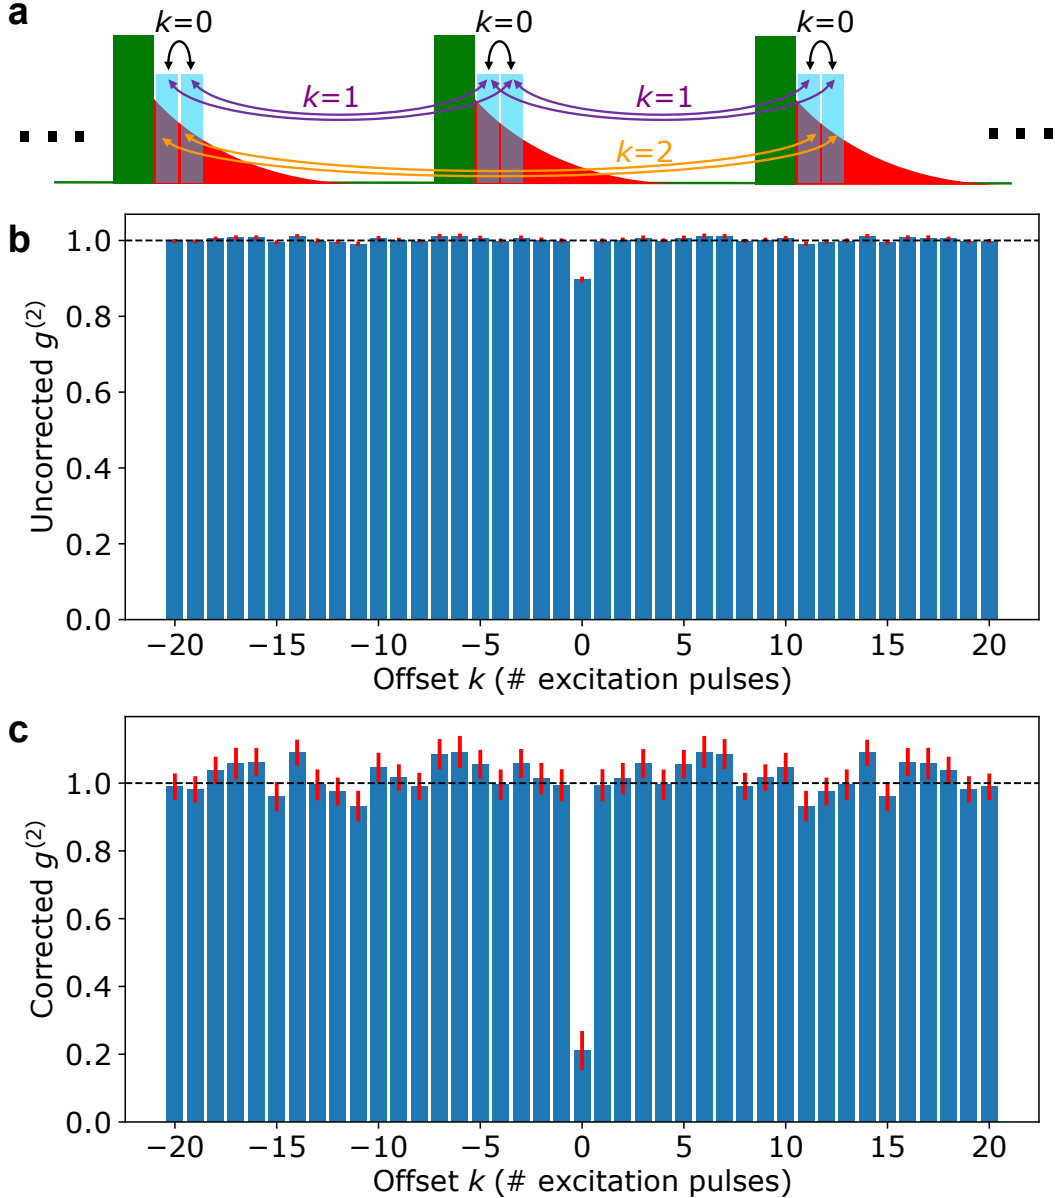 a
k=0 k=0 k=0
k=1 k=1
k=2
b
Uncorrected g^(2)
1.0
0.8
0.6
0.4
0.2
0.0
−20 −15 −10 −5 0 5 10 15 20
Offset k (# excitation pulses)
c
Corrected g^(2)
1.0
0.8
0.6
0.4
0.2
0.0
−20 −15 −10 −5 0 5 10 15 20
Offset k (# excitation pulses)